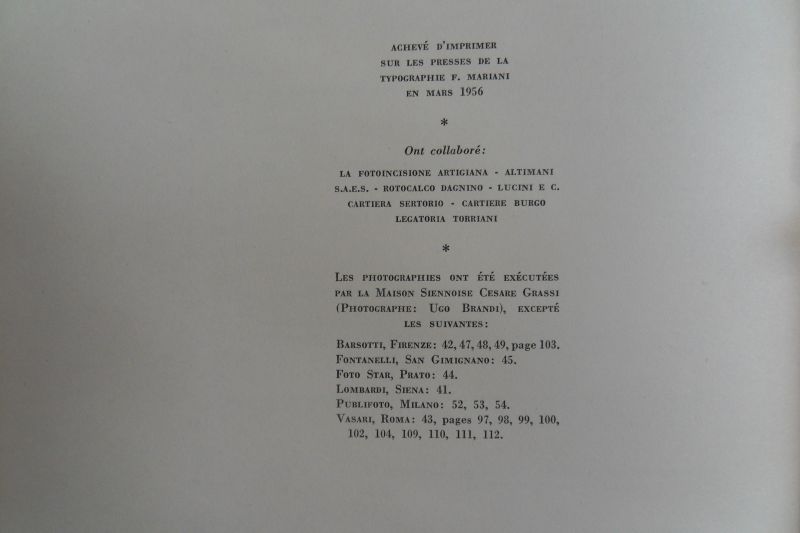 ACHEVÉ D'IMPRIMER
SUR LES PRESSES DE LA
TYPOGRAPHIE F. MARIANI
EN MARS 1956
*
Ont collaboré:
LA FOTOINCISIONE ARTIGIANA - ALTIMANI
S.A.E.S. - ROTOCALCO DAGNINO - LUCINI E C.
CARTIERA SERTORIO - CARTIERE BURGO
LEGATORIA TORRIANI
*
LES PHOTOGRAPHIES ONT ÉTÉ EXÉCUTÉES
PAR LA MAISON SIENNOISE CESARE GRASSI
(PHOTOGRAPHE: UGO BRANDI), EXCEPTÉ
LES SUIVANTES:
BARSOTTI, FIRENZE: 42, 47, 48, 49, page 103.
FONTANELLI, SAN GIMIGNANO: 45.
FOTO STAR, PRATO: 44.
LOMBARDI, SIENA: 41.
PUBLIFOTO, MILANO: 52, 53, 54.
VASARI, ROMA: 43, pages 97, 98, 99, 100,
102, 104, 109, 110, 111, 112.